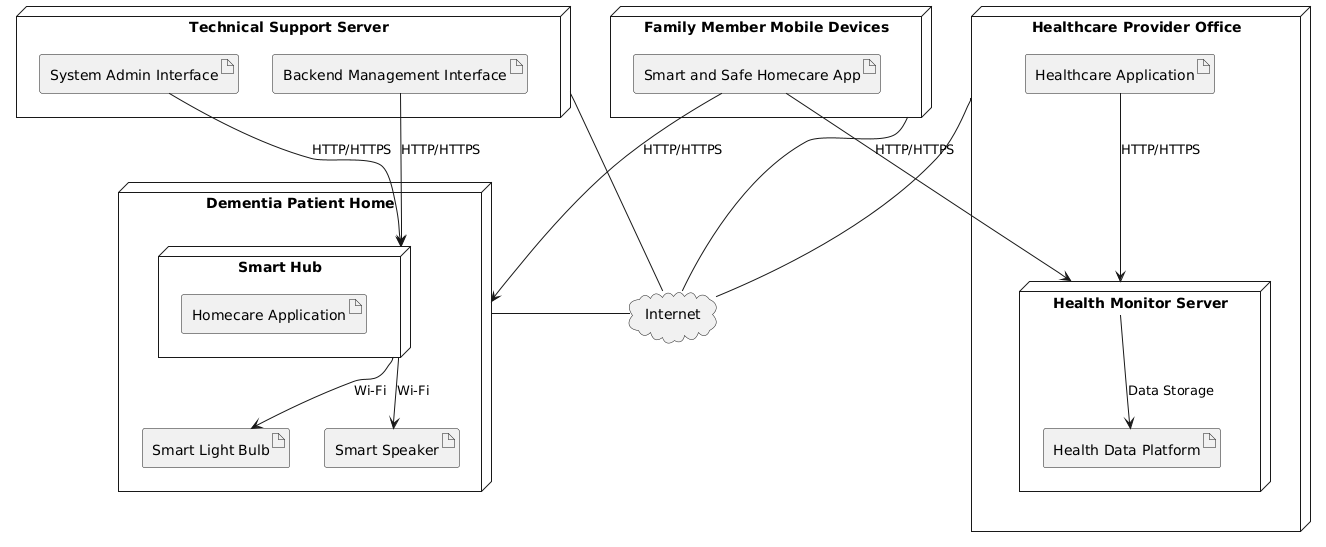 Technical Support Server
Family Member Mobile Devices
Healthcare Provider Office
System Admin Interface
Backend Management Interface
Smart and Safe Homecare App
Healthcare Application
HTTP/HTTPS
HTTP/HTTPS
HTTP/HTTPS
HTTP/HTTPS
HTTP/HTTPS
Dementia Patient Home
Smart Hub
Homecare Application
Internet
Health Monitor Server
Wi-Fi
Wi-Fi
Data Storage
Smart Light Bulb
Smart Speaker
Health Data Platform